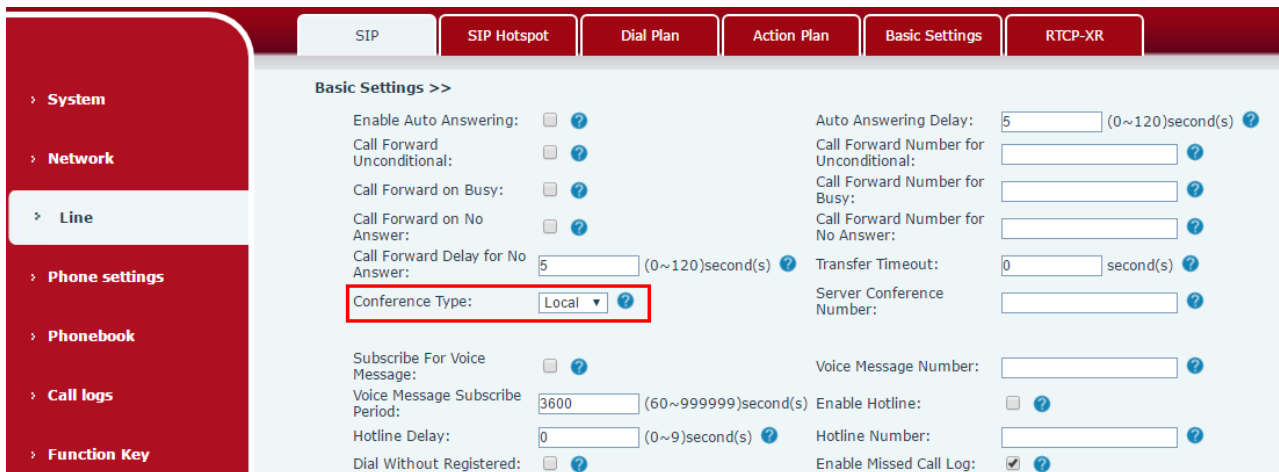 SIP
SIP Hotspot
Dial Plan
Action Plan
Basic Settings
RTCP-XR
› System
› Network
› Line
› Phone settings
› Phonebook
› Call logs
› Function Key
Basic Settings >>
Enable Auto Answering: ?
Auto Answering Delay: 5 (0~120)second(s) ?
Call Forward
Unconditional: ?
Call Forward Number for
Unconditional: ?
Call Forward on Busy: ?
Call Forward Number for
Busy: ?
Call Forward on No
Answer: ?
Call Forward Number for
No Answer: ?
Call Forward Delay for No
Answer: 5 (0~120)second(s) ?
Transfer Timeout: 0 second(s) ?
Conference Type: Local ▼ ?
Server Conference
Number: ?
Subscribe For Voice
Message: ?
Voice Message Number: ?
Voice Message Subscribe
Period: 3600 (60~999999)second(s)
Enable Hotline: ?
Hotline Delay: 0 (0~9)second(s) ?
Hotline Number: ?
Dial Without Registered: ?
Enable Missed Call Log: ?